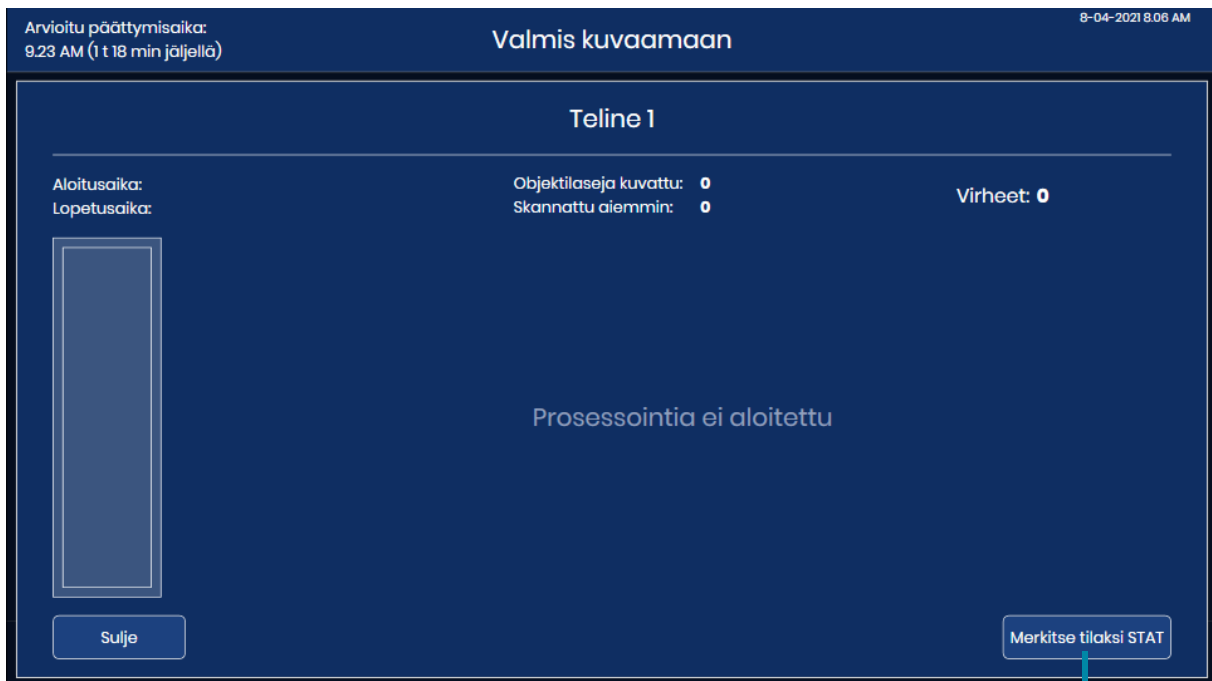 Arvioitu päättymisaika:
9.23 AM (1 t 18 min jäljellä)
Valmis kuvaamaan
8-04-2021 8.06 AM
Teline 1
Aloitusaika:
Lopetusaika:
Objektilaseja kuvattu: 0
Skannattu aiemmin: 0
Virheet: 0
Prosessointia ei aloitettu
Sulje
Merkitse tilaksi STAT